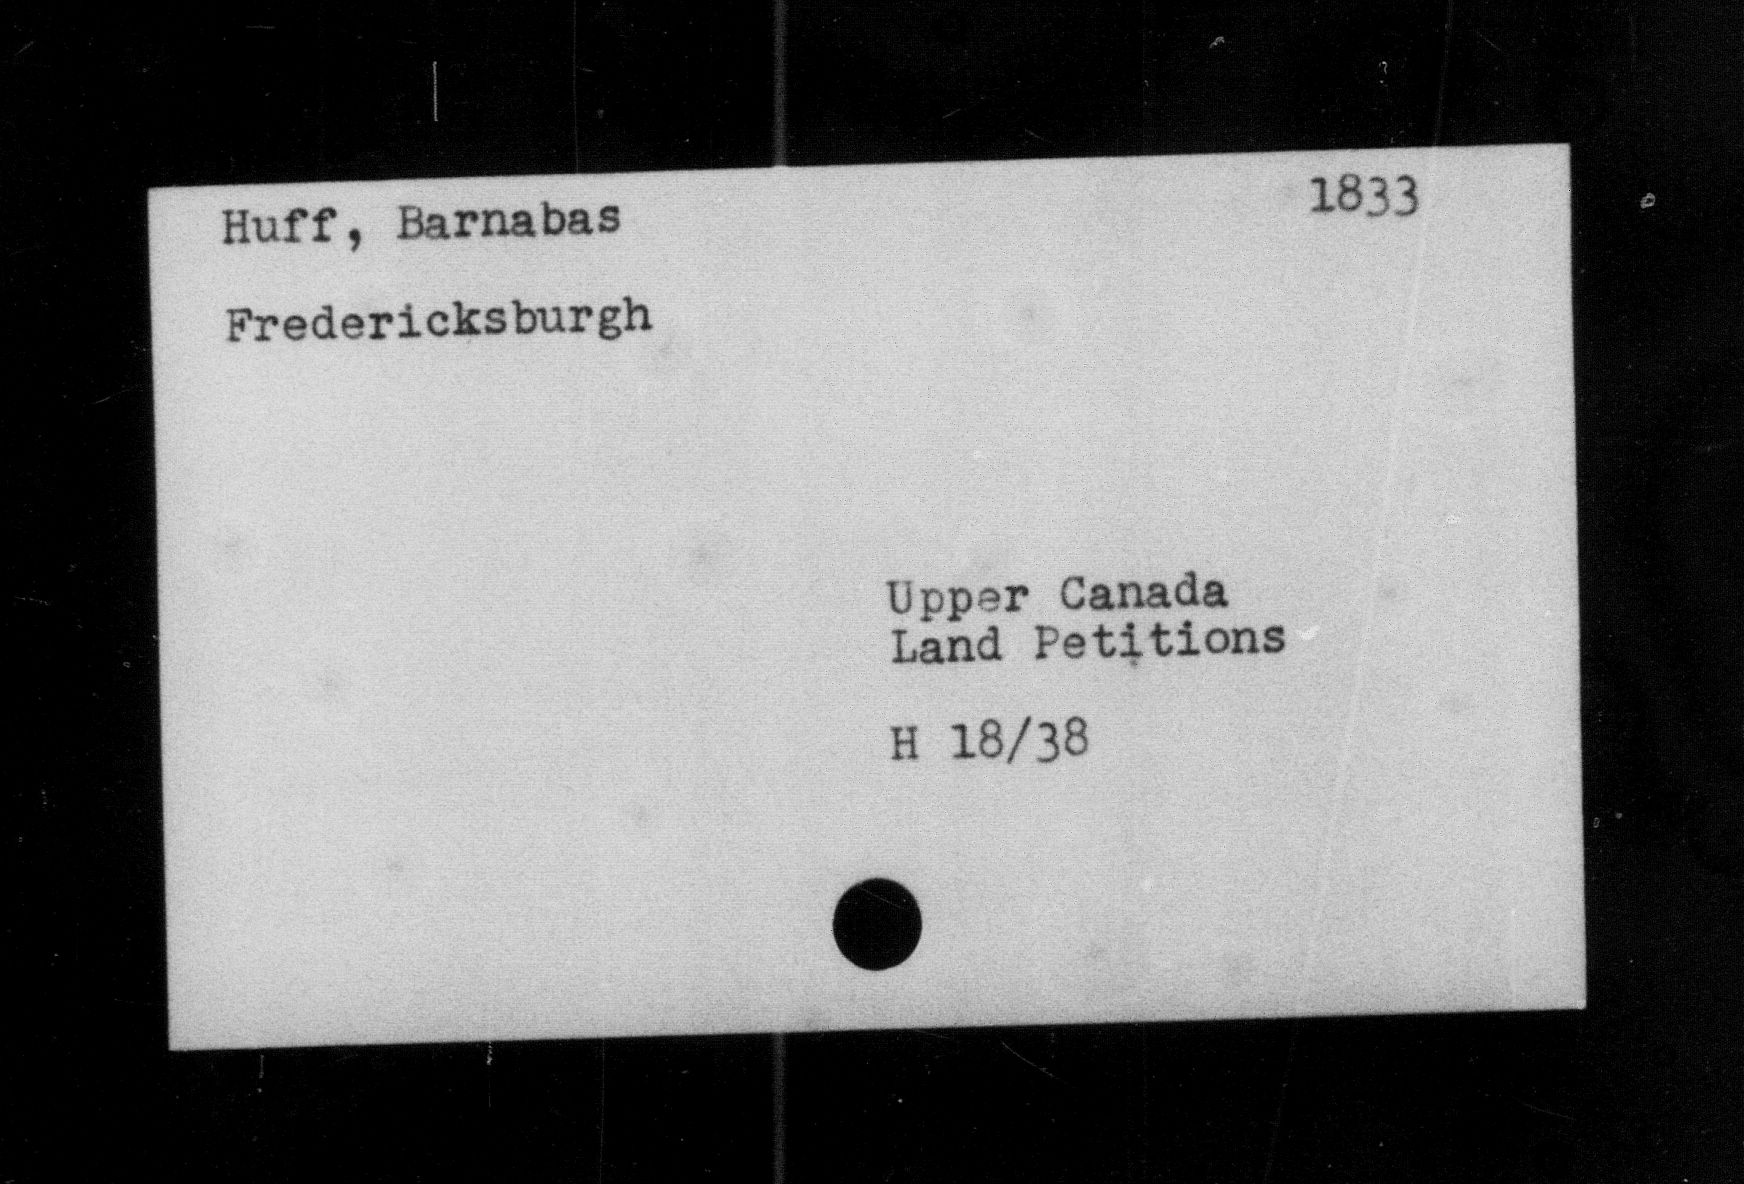 Huff, Barnabas 1833
Fredericksburgh
Upper Canada
Land Petitions
H 18/38